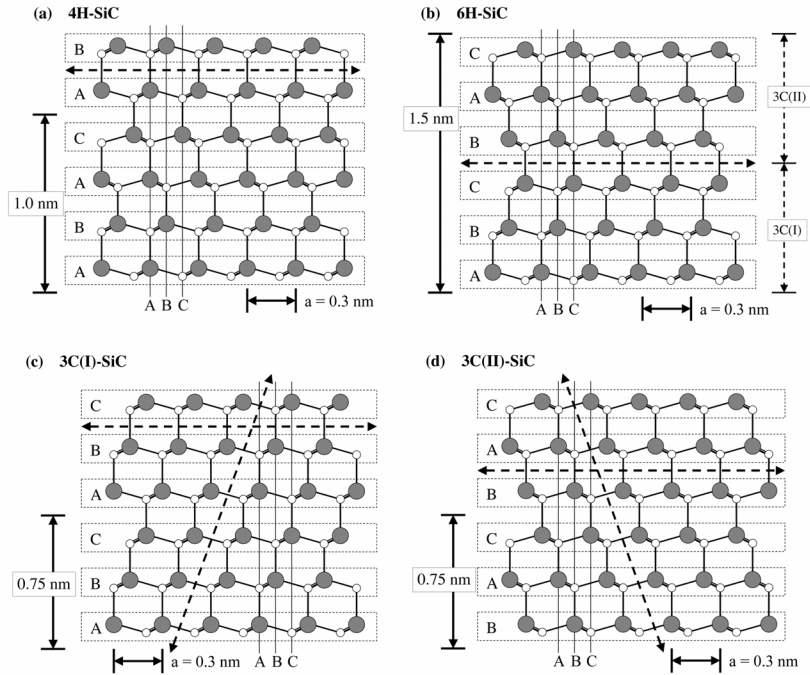 (a) 4H-SiC
B
A
C
A
B
A
1.0 nm
A B C
a = 0.3 nm
(b) 6H-SiC
C
A
B
C
B
A
1.5 nm
3C(II)
3C(I)
A B C
a = 0.3 nm
(c) 3C(I)-SiC
C
B
A
C
B
A
0.75 nm
a = 0.3 nm
A B C
(d) 3C(II)-SiC
C
A
B
C
A
B
0.75 nm
A B C
a = 0.3 nm